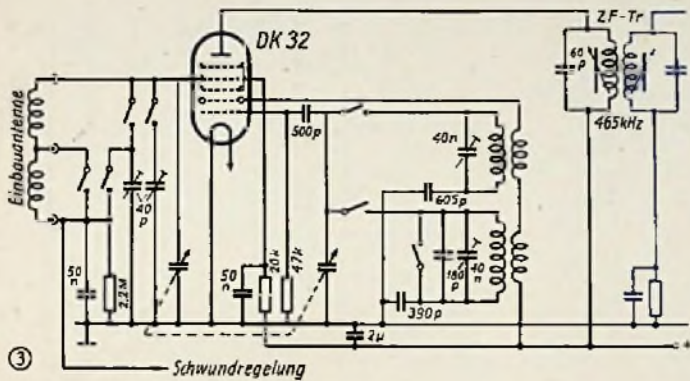 ZF-Tr
DK 32
60
p
465kHz
Einbauantenne
500p
40n
605p
40p
50
n
2,2M
50
n
20k
47k
180
p
40
n
390p
2µ
+
③
Schwundregelung